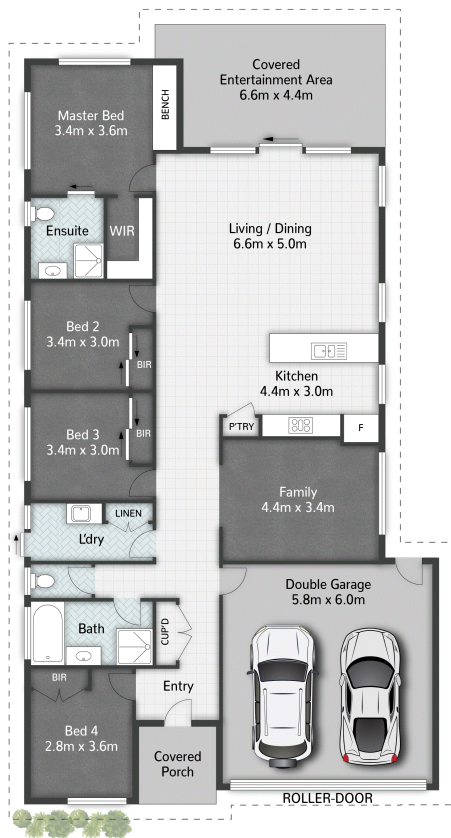 Covered
Entertainment Area
6.6m x 4.4m
Master Bed
3.4m x 3.6m
BENCH
Ensuite
WIR
Living / Dining
6.6m x 5.0m
Bed 2
3.4m x 3.0m
BIR
Kitchen
4.4m x 3.0m
P'TRY
F
Bed 3
3.4m x 3.0m
BIR
Family
4.4m x 3.4m
LINEN
L'dry
Double Garage
5.8m x 6.0m
Bath
CUP'D
BIR
Entry
Bed 4
2.8m x 3.6m
Covered
Porch
ROLLER-DOOR